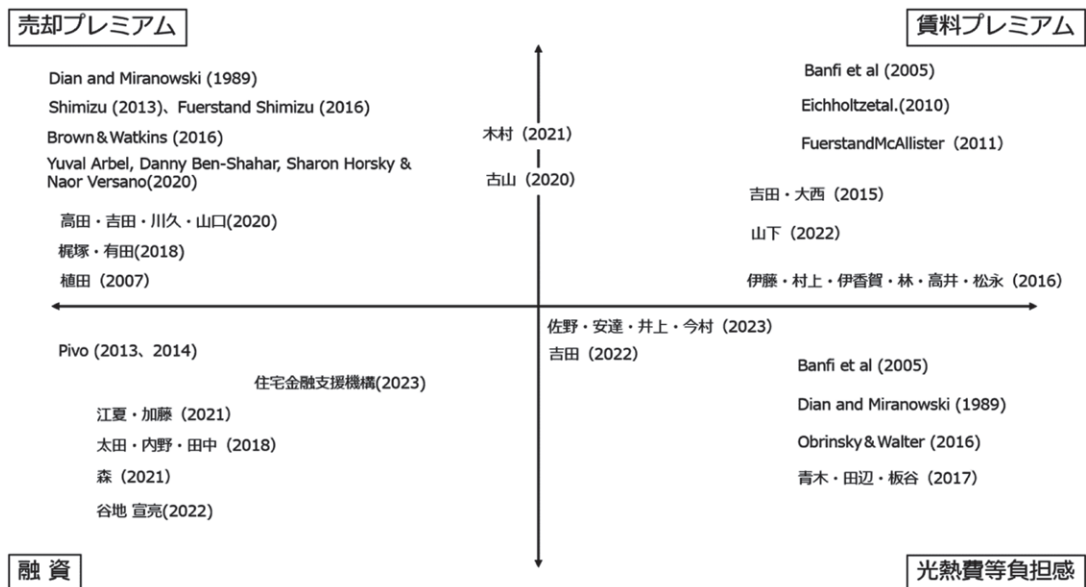 売却プレミアム
賃料プレミアム
Dian and Miranowski (1989)
Shimizu (2013)、Fuerstand Shimizu (2016)
Brown&Watkins (2016)
Yuval Arbel, Danny Ben-Shahar, Sharon Horsky &
Naor Versano(2020)
高田・吉田・川久・山口(2020)
梶塚・有田(2018)
植田（2007）
木村（2021）
古山（2020）
Banfi et al (2005)
Eichholtzetal.(2010)
FuerstandMcAllister（2011）
吉田・大西（2015）
山下（2022）
伊藤・村上・伊香賀・林・高井・松永（2016）
Pivo (2013、2014)
住宅金融支援機構(2023)
江夏・加藤（2021）
太田・内野・田中（2018）
森（2021）
谷地 宣亮(2022)
佐野・安達・井上・今村（2023）
吉田（2022）
Banfi et al（2005）
Dian and Miranowski (1989)
Obrinsky&Walter（2016）
青木・田辺・板谷（2017）
融 資
光熱費等負担感